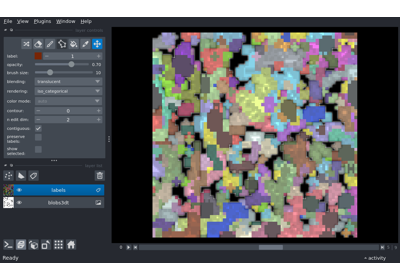 File View Plugins Window Help
label: 1
opacity: 0.70
brush size: 10
blending: translucent
rendering: iso_categorical
color mode:
contour: 0
n edit dim: 2
contiguous:
preserve
labels:
show
selected:
labels
blobs3dt
0
Ready
activity